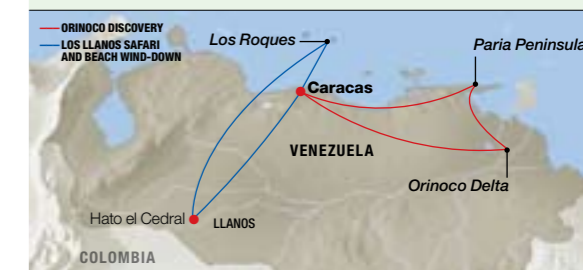 ORINOCO DISCOVERY
LOS LLANOS SAFARI
AND BEACH WIND-DOWN
Los Roques
Paria Peninsula
Caracas
VENEZUELA
Orinoco Delta
Hato el Cedral
LLANOS
COLOMBIA